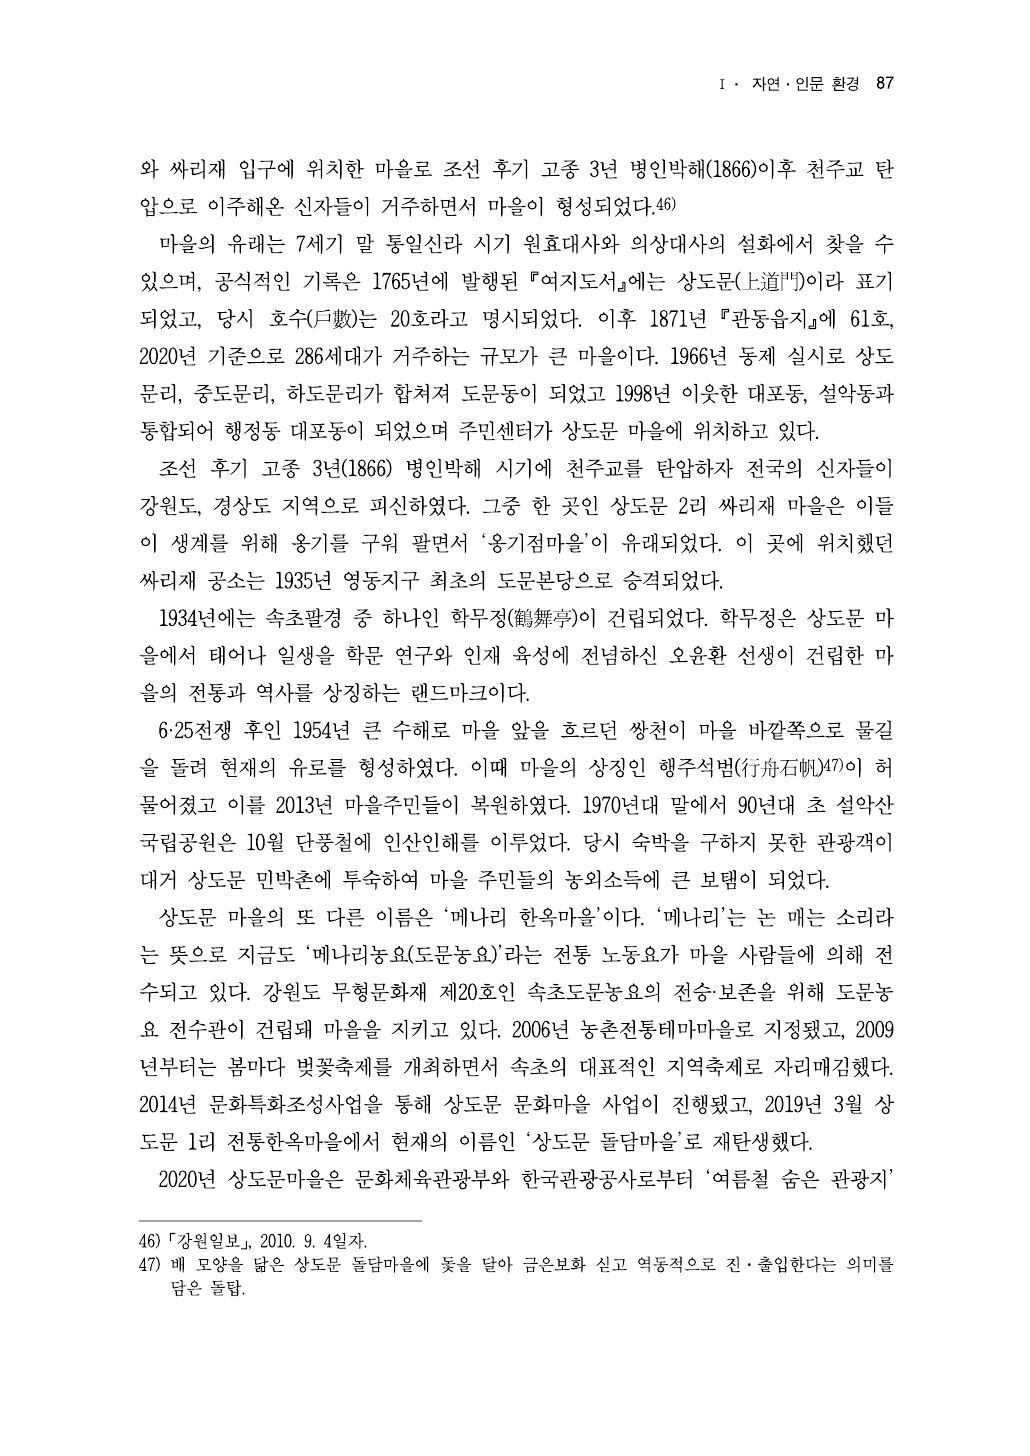 Ⅰ · 자연·인문 환경 87
와 싸리재 입구에 위치한 마을로 조선 후기 고종 3년 병인박해(1866)이후 천주교 탄
압으로 이주해온 신자들이 거주하면서 마을이 형성되었다.46)
마을의 유래는 7세기 말 통일신라 시기 원효대사와 의상대사의 설화에서 찾을 수
있으며, 공식적인 기록은 1765년에 발행된 『여지도서』에는 상도문(上道門)이라 표기
되었고, 당시 호수(戶數)는 20호라고 명시되었다. 이후 1871년 『관동읍지』에 61호,
2020년 기준으로 286세대가 거주하는 규모가 큰 마을이다. 1966년 동제 실시로 상도
문리, 중도문리, 하도문리가 합쳐져 도문동이 되었고 1998년 이웃한 대포동, 설악동과
통합되어 행정동 대포동이 되었으며 주민센터가 상도문 마을에 위치하고 있다.
조선 후기 고종 3년(1866) 병인박해 시기에 천주교를 탄압하자 전국의 신자들이
강원도, 경상도 지역으로 피신하였다. 그중 한 곳인 상도문 2리 싸리재 마을은 이들
이 생계를 위해 옹기를 구워 팔면서 ‘옹기점마을’이 유래되었다. 이 곳에 위치했던
싸리재 공소는 1935년 영동지구 최초의 도문본당으로 승격되었다.
1934년에는 속초팔경 중 하나인 학무정(鶴舞亭)이 건립되었다. 학무정은 상도문 마
을에서 태어나 일생을 학문 연구와 인재 육성에 전념하신 오윤환 선생이 건립한 마
을의 전통과 역사를 상징하는 랜드마크이다.
6·25전쟁 후인 1954년 큰 수해로 마을 앞을 흐르던 쌍천이 마을 바깥쪽으로 물길
을 돌려 현재의 유로를 형성하였다. 이때 마을의 상징인 행주석범(行舟石帆)47)이 허
물어졌고 이를 2013년 마을주민들이 복원하였다. 1970년대 말에서 90년대 초 설악산
국립공원은 10월 단풍철에 인산인해를 이루었다. 당시 숙박을 구하지 못한 관광객이
대거 상도문 민박촌에 투숙하여 마을 주민들의 농외소득에 큰 보탬이 되었다.
상도문 마을의 또 다른 이름은 ‘메나리 한옥마을’이다. ‘메나리’는 논 매는 소리라
는 뜻으로 지금도 ‘메나리농요(도문농요)’라는 전통 노동요가 마을 사람들에 의해 전
수되고 있다. 강원도 무형문화재 제20호인 속초도문농요의 전승·보존을 위해 도문농
요 전수관이 건립돼 마을을 지키고 있다. 2006년 농촌전통테마마을로 지정됐고, 2009
년부터는 봄마다 벚꽃축제를 개최하면서 속초의 대표적인 지역축제로 자리매김했다.
2014년 문화특화조성사업을 통해 상도문 문화마을 사업이 진행됐고, 2019년 3월 상
도문 1리 전통한옥마을에서 현재의 이름인 ‘상도문 돌담마을’로 재탄생했다.
2020년 상도문마을은 문화체육관광부와 한국관광공사로부터 ‘여름철 숨은 관광지’
46) 「강원일보」, 2010. 9. 4일자.
47) 배 모양을 닮은 상도문 돌담마을에 돛을 달아 금은보화 싣고 역동적으로 진·출입한다는 의미를
담은 돌탑.